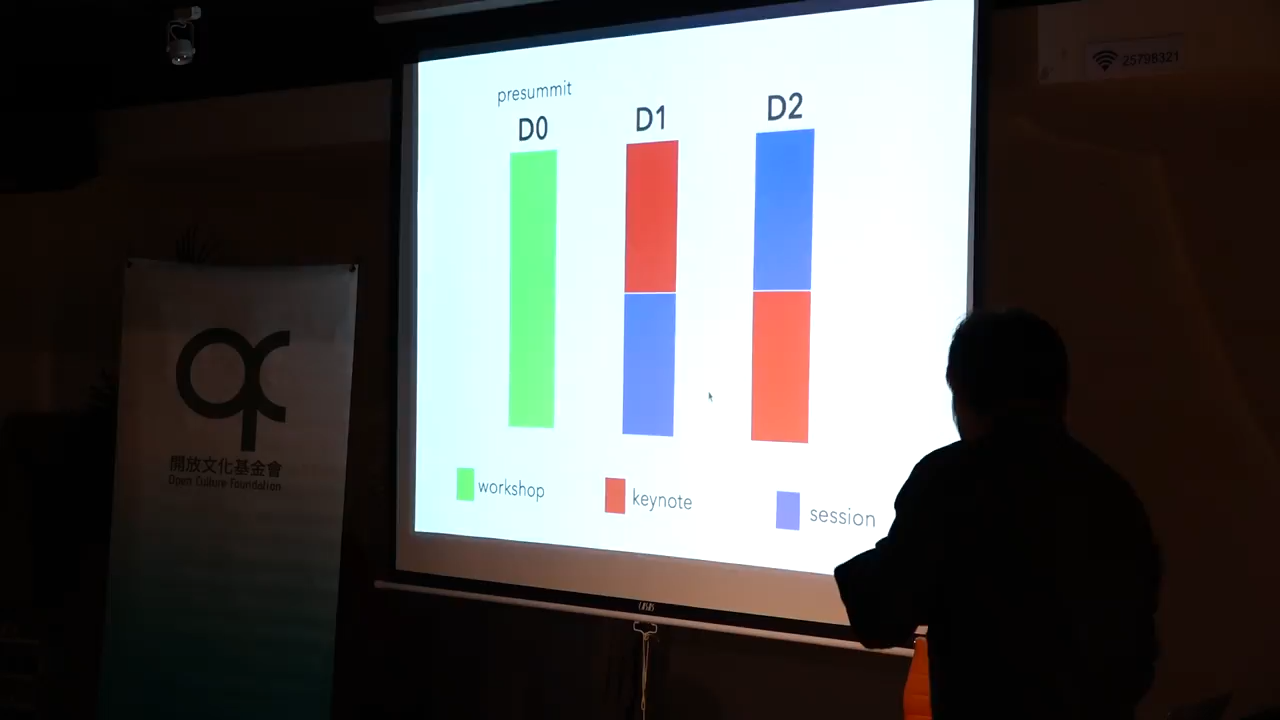 presummit
D0
D1
D2
workshop
keynote
session
開放文化基金會
Open Culture Foundation
25798321